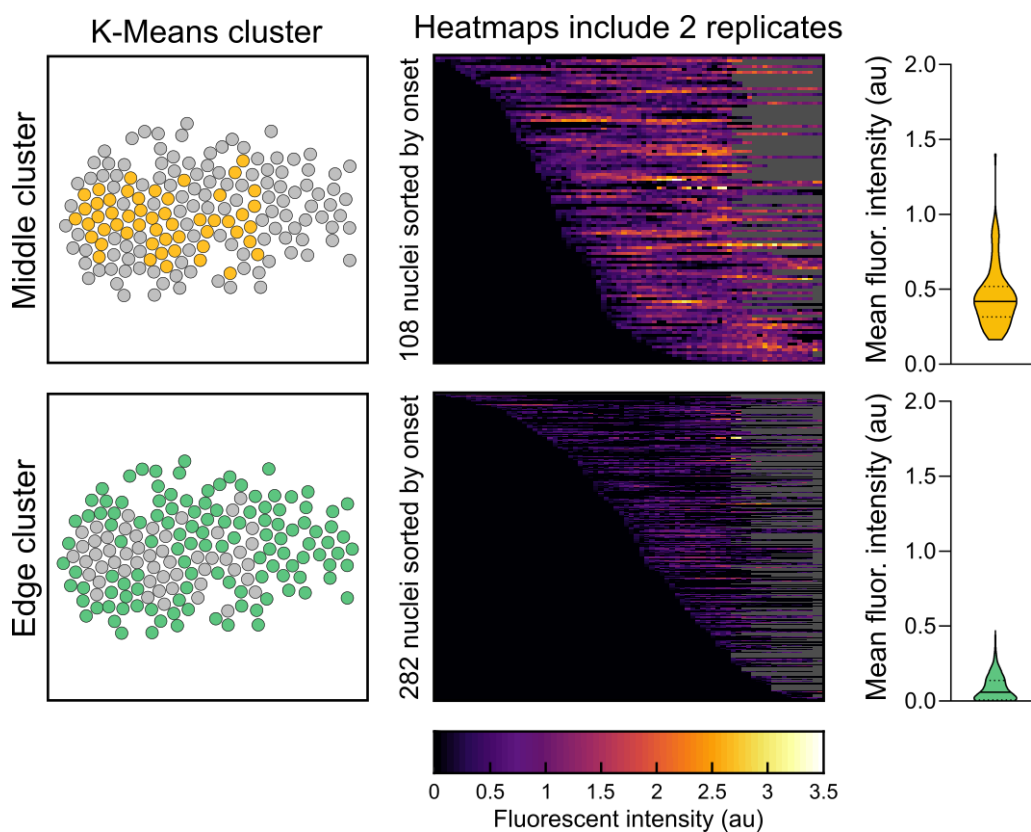 K-Means cluster
Heatmaps include 2 replicates
Middle cluster
108 nuclei sorted by onset
Mean fluor. intensity (au)
2.0
1.5
1.0
0.5
0.0
Edge cluster
282 nuclei sorted by onset
Mean fluor. intensity (au)
2.0
1.5
1.0
0.5
0.0
0 0.5 1 1.5 2 2.5 3 3.5
Fluorescent intensity (au)